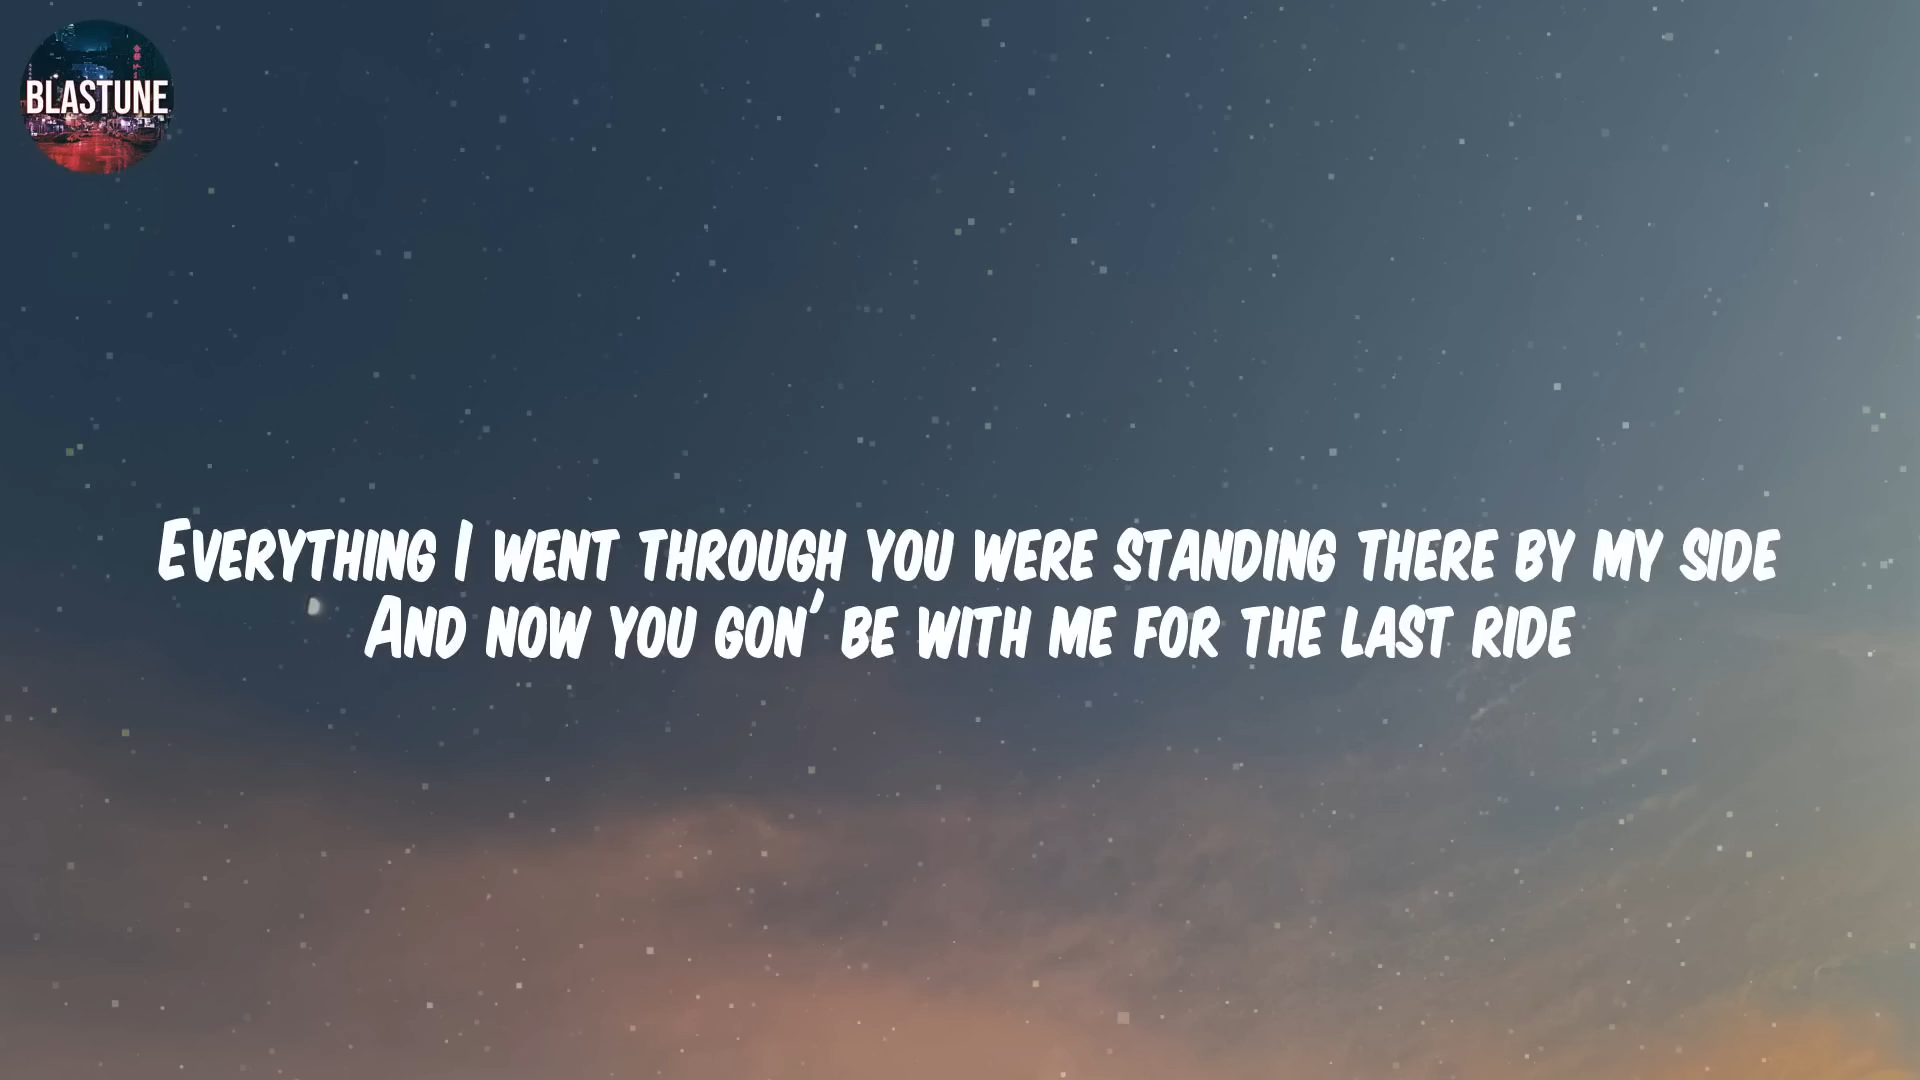 BLASTUNE
Everything I went through you were standing there by my side
And now you gon' be with me for the last ride